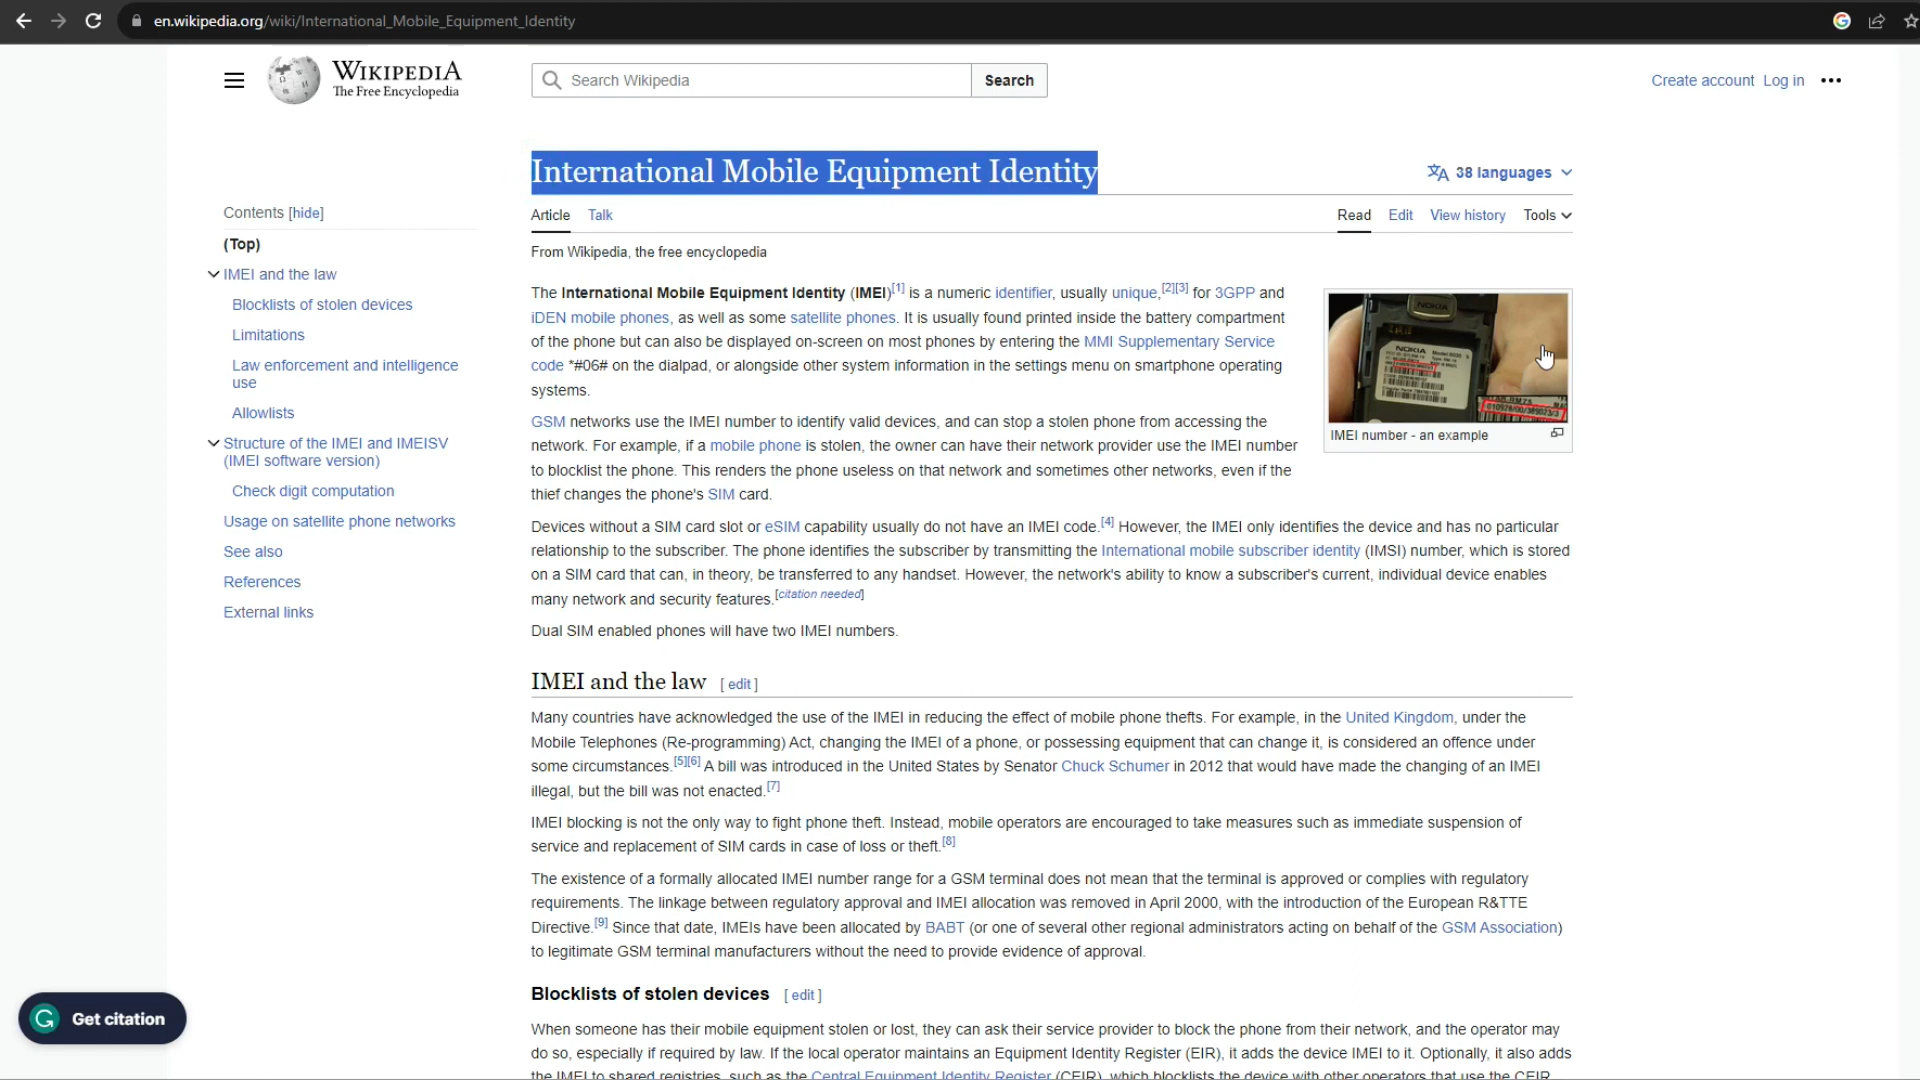 en.wikipedia.org/wiki/International_Mobile_Equipment_Identity
WIKIPEDIA
The Free Encyclopedia
Search Wikipedia
Search
Create account Log in
International Mobile Equipment Identity
38 languages
Contents [hide]
(Top)
IMEI and the law
Blocklists of stolen devices
Limitations
Law enforcement and intelligence
use
Allowlists
Structure of the IMEI and IMEISV
(IMEI software version)
Check digit computation
Usage on satellite phone networks
See also
References
External links
Article Talk
Read Edit View history Tools
From Wikipedia, the free encyclopedia
The International Mobile Equipment Identity (IMEI)[1] is a numeric identifier, usually unique,[2][3] for 3GPP and
iDEN mobile phones, as well as some satellite phones. It is usually found printed inside the battery compartment
of the phone but can also be displayed on-screen on most phones by entering the MMI Supplementary Service
code *#06# on the dialpad, or alongside other system information in the settings menu on smartphone operating
systems.
NOKIA
NOKIA
IMEI number - an example
GSM networks use the IMEI number to identify valid devices, and can stop a stolen phone from accessing the
network. For example, if a mobile phone is stolen, the owner can have their network provider use the IMEI number
to blocklist the phone. This renders the phone useless on that network and sometimes other networks, even if the
thief changes the phone's SIM card.
Devices without a SIM card slot or eSIM capability usually do not have an IMEI code.[4] However, the IMEI only identifies the device and has no particular
relationship to the subscriber. The phone identifies the subscriber by transmitting the International mobile subscriber identity (IMSI) number, which is stored
on a SIM card that can, in theory, be transferred to any handset. However, the network's ability to know a subscriber's current, individual device enables
many network and security features.[citation needed]
Dual SIM enabled phones will have two IMEI numbers.
IMEI and the law [ edit ]
Many countries have acknowledged the use of the IMEI in reducing the effect of mobile phone thefts. For example, in the United Kingdom, under the
Mobile Telephones (Re-programming) Act, changing the IMEI of a phone, or possessing equipment that can change it, is considered an offence under
some circumstances.[5][6] A bill was introduced in the United States by Senator Chuck Schumer in 2012 that would have made the changing of an IMEI
illegal, but the bill was not enacted.[7]
IMEI blocking is not the only way to fight phone theft. Instead, mobile operators are encouraged to take measures such as immediate suspension of
service and replacement of SIM cards in case of loss or theft.[8]
The existence of a formally allocated IMEI number range for a GSM terminal does not mean that the terminal is approved or complies with regulatory
requirements. The linkage between regulatory approval and IMEI allocation was removed in April 2000, with the introduction of the European R&TTE
Directive.[9] Since that date, IMEIs have been allocated by BABT (or one of several other regional administrators acting on behalf of the GSM Association)
to legitimate GSM terminal manufacturers without the need to provide evidence of approval.
Blocklists of stolen devices [ edit ]
When someone has their mobile equipment stolen or lost, they can ask their service provider to block the phone from their network, and the operator may
do so, especially if required by law. If the local operator maintains an Equipment Identity Register (EIR), it adds the device IMEI to it. Optionally, it also adds
the IMEI to shared registries, such as the Central Equipment Identity Register (CEIR), which blocklists the device with other operators that use the CEIR.
Get citation